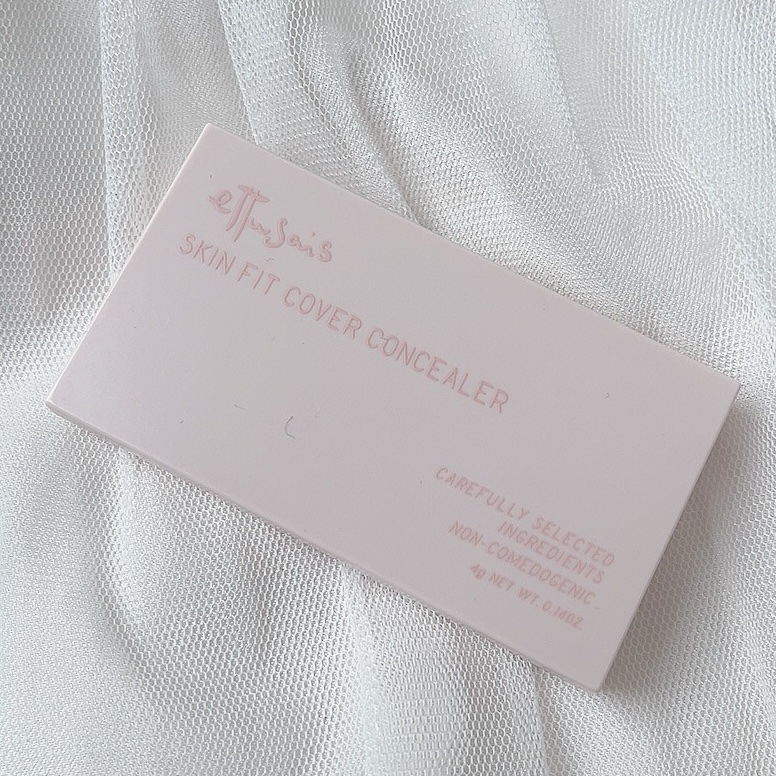 ettusais
SKIN FIT COVER CONCEALER
CAREFULLY SELECTED
INGREDIENTS
NON-COMEDOGENIC
4g NET WT. 0.14OZ.